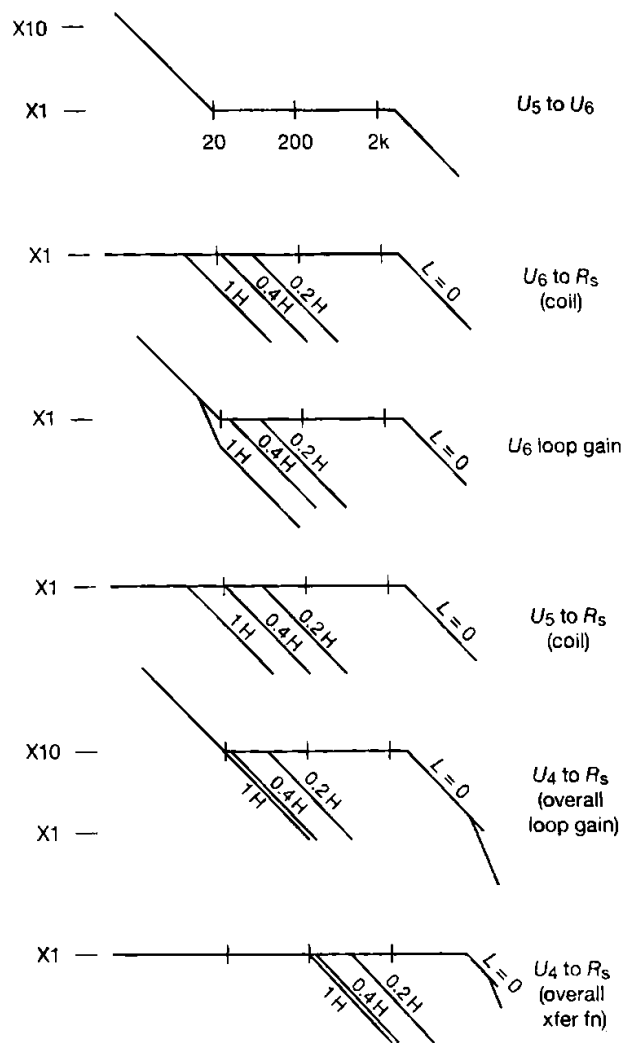 X10
X1
20 200 2k
U5 to U6
X1
1H
0.4H
0.2H
L = 0
U6 to Rs
(coil)
X1
1H
0.4H
0.2H
L = 0
U6 loop gain
X1
1H
0.4H
0.2H
L = 0
U5 to Rs
(coil)
X10
X1
1H
0.4H
0.2H
L = 0
U4 to Rs
(overall
loop gain)
X1
1H
0.4H
0.2H
L = 0
U4 to Rs
(overall
xfer fn)